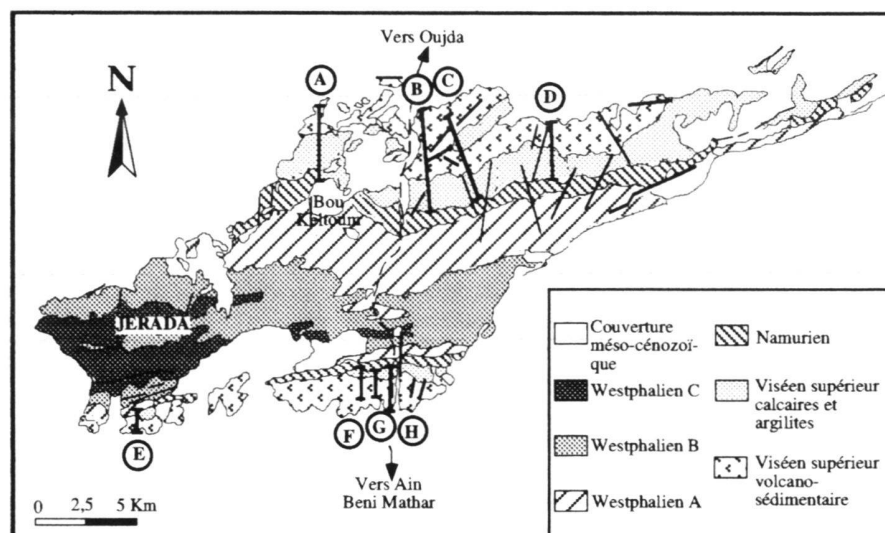 Vers Oujda
N
A
B
C
D
Bou
Keltoum
JERADA
E
F
G
H
Vers Ain
Beni Mathar
0 2,5 5 Km
Couverture
méso-cénozoï-
que
Westphalien C
Westphalien B
Westphalien A
Namurien
Viséen supérieur
calcaires et
argilites
Viséen supérieur
volcano-
sédimentaire